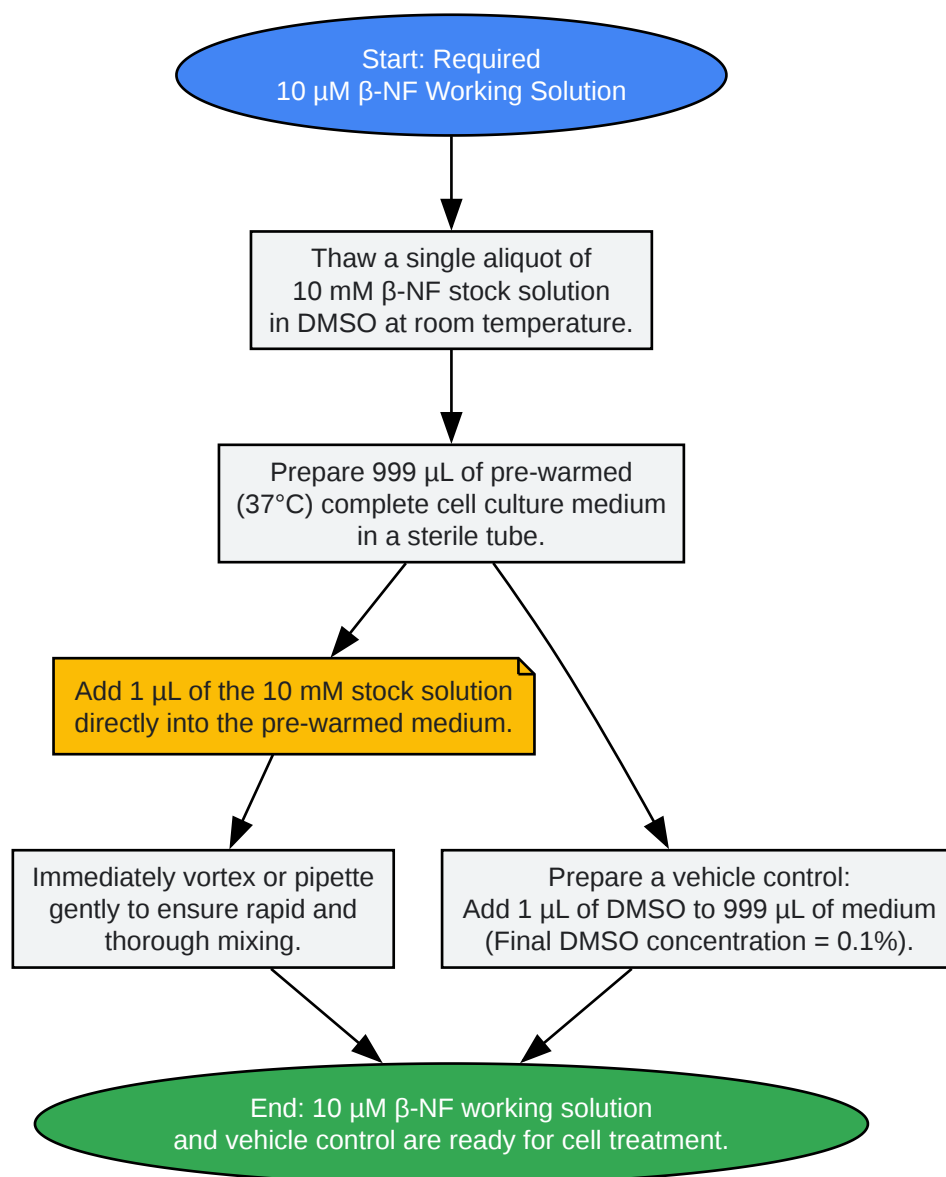 Start: Required
10 µM β-NF Working Solution
Thaw a single aliquot of
10 mM β-NF stock solution
in DMSO at room temperature.
Prepare 999 µL of pre-warmed
(37°C) complete cell culture medium
in a sterile tube.
Add 1 µL of the 10 mM stock solution
directly into the pre-warmed medium.
Immediately vortex or pipette
gently to ensure rapid and
thorough mixing.
Prepare a vehicle control:
Add 1 µL of DMSO to 999 µL of medium
(Final DMSO concentration = 0.1%).
End: 10 µM β-NF working solution
and vehicle control are ready for cell treatment.